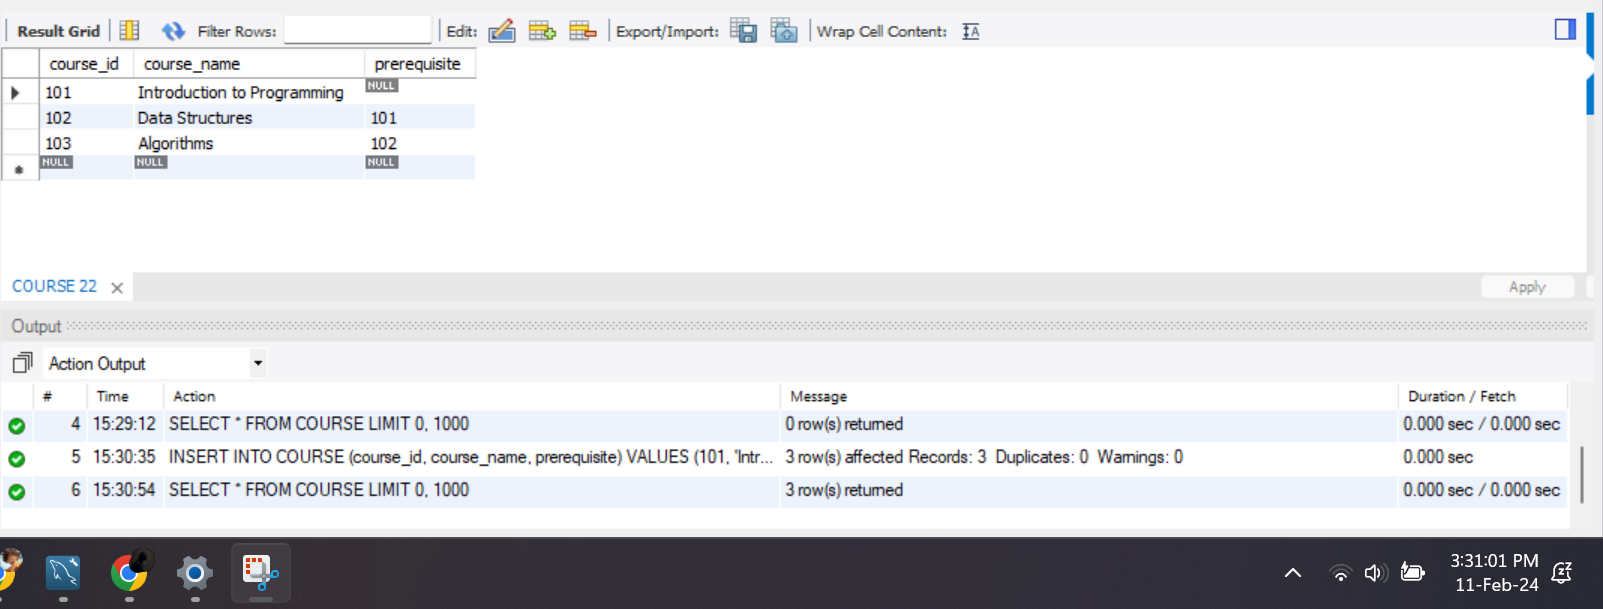 Result Grid Filter Rows: Edit: Export/Import: Wrap Cell Content: IA
course_id course_name prerequisite
101 Introduction to Programming NULL
102 Data Structures 101
103 Algorithms 102
NULL NULL NULL
COURSE 22 Apply
Output
Action Output
# Time Action Message Duration / Fetch
4 15:29:12 SELECT * FROM COURSE LIMIT 0, 1000 0 row(s) returned 0.000 sec / 0.000 sec
5 15:30:35 INSERT INTO COURSE (course_id, course_name, prerequisite) VALUES (101, 'Intr... 3 row(s) affected Records: 3 Duplicates: 0 Warnings: 0 0.000 sec
6 15:30:54 SELECT * FROM COURSE LIMIT 0, 1000 3 row(s) returned 0.000 sec / 0.000 sec
3:31:01 PM
11-Feb-24